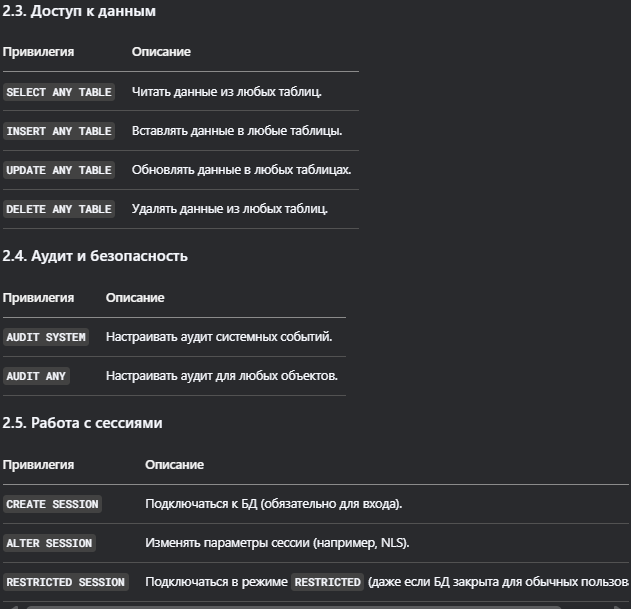 2.3. Доступ к данным
Привилегия Описание
SELECT ANY TABLE Читать данные из любых таблиц.
INSERT ANY TABLE Вставлять данные в любые таблицы.
UPDATE ANY TABLE Обновлять данные в любых таблицах.
DELETE ANY TABLE Удалять данные из любых таблиц.
2.4. Аудит и безопасность
Привилегия Описание
AUDIT SYSTEM Настраивать аудит системных событий.
AUDIT ANY Настраивать аудит для любых объектов.
2.5. Работа с сессиями
Привилегия Описание
CREATE SESSION Подключаться к БД (обязательно для входа).
ALTER SESSION Изменять параметры сессии (например, NLS).
RESTRICTED SESSION Подключаться в режиме RESTRICTED (даже если БД закрыта для обычных пользов